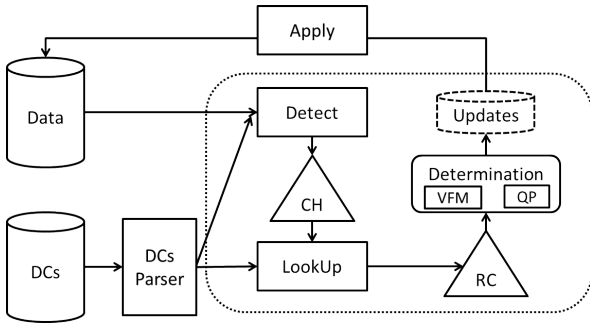 Apply
Data
Detect
Updates
Determination
VFM
QP
CH
DCs
DCs
Parser
LookUp
RC